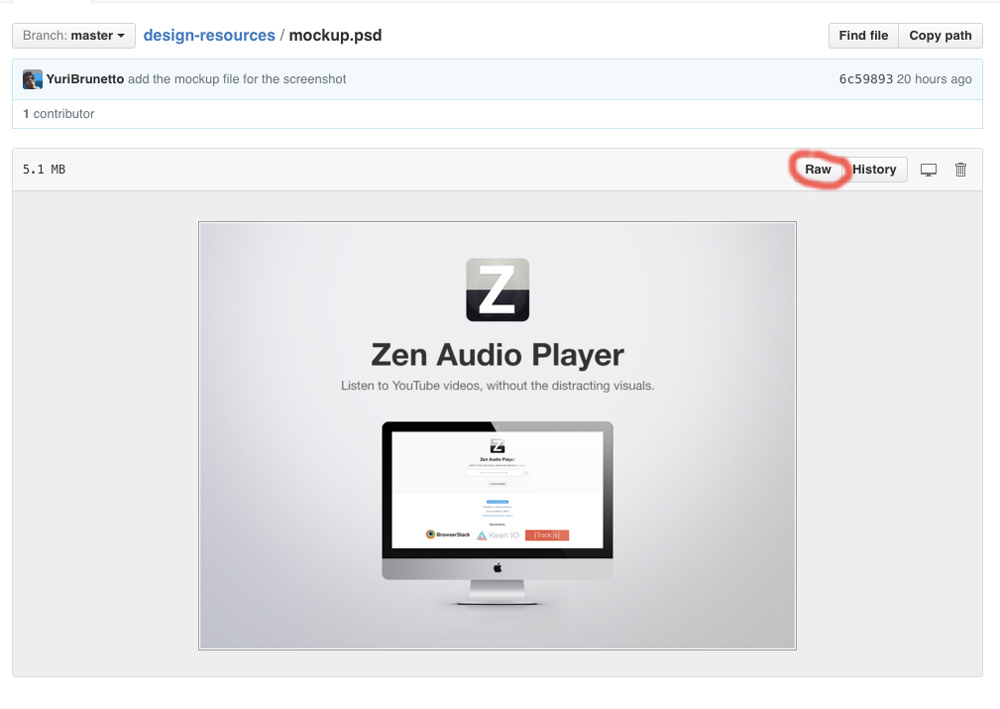 Branch: master
design-resources / mockup.psd
Find file
Copy path
YuriBrunetto add the mockup file for the screenshot
6c59893 20 hours ago
1 contributor
5.1 MB
Raw
History
Z
Zen Audio Player
Listen to YouTube videos, without the distracting visuals.
Z
Zen Audio Player
BrowserStack
Keen IO
{Track:js}